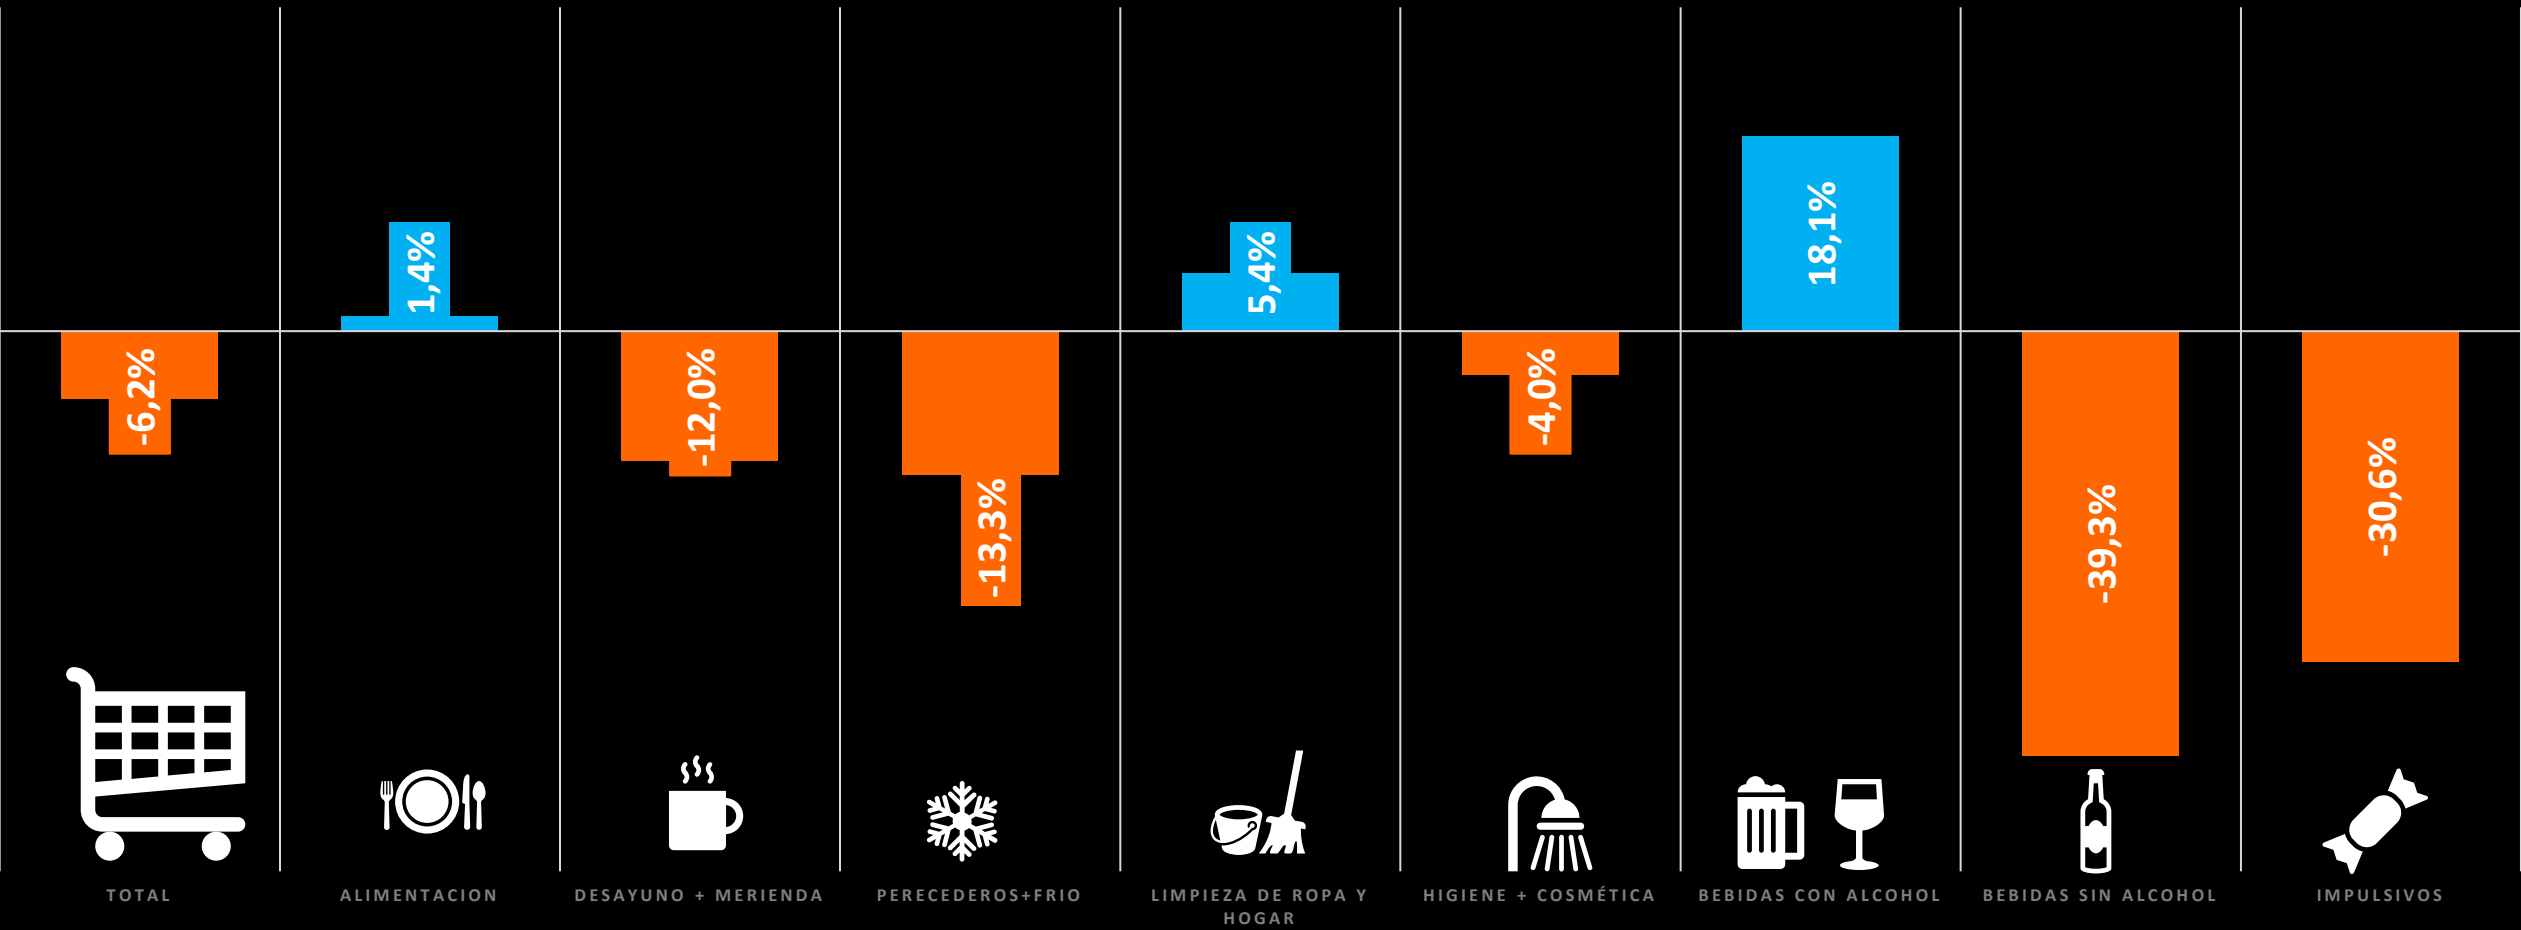 -6,2%
1,4%
-12,0%
-13,3%
5,4%
-4,0%
18,1%
-39,3%
-30,6%
TOTAL
ALIMENTACION
DESAYUNO + MERIENDA
PERECEDEROS+FRIO
LIMPIEZA DE ROPA Y
HOGAR
HIGIENE + COSMÉTICA
BEBIDAS CON ALCOHOL
BEBIDAS SIN ALCOHOL
IMPULSIVOS